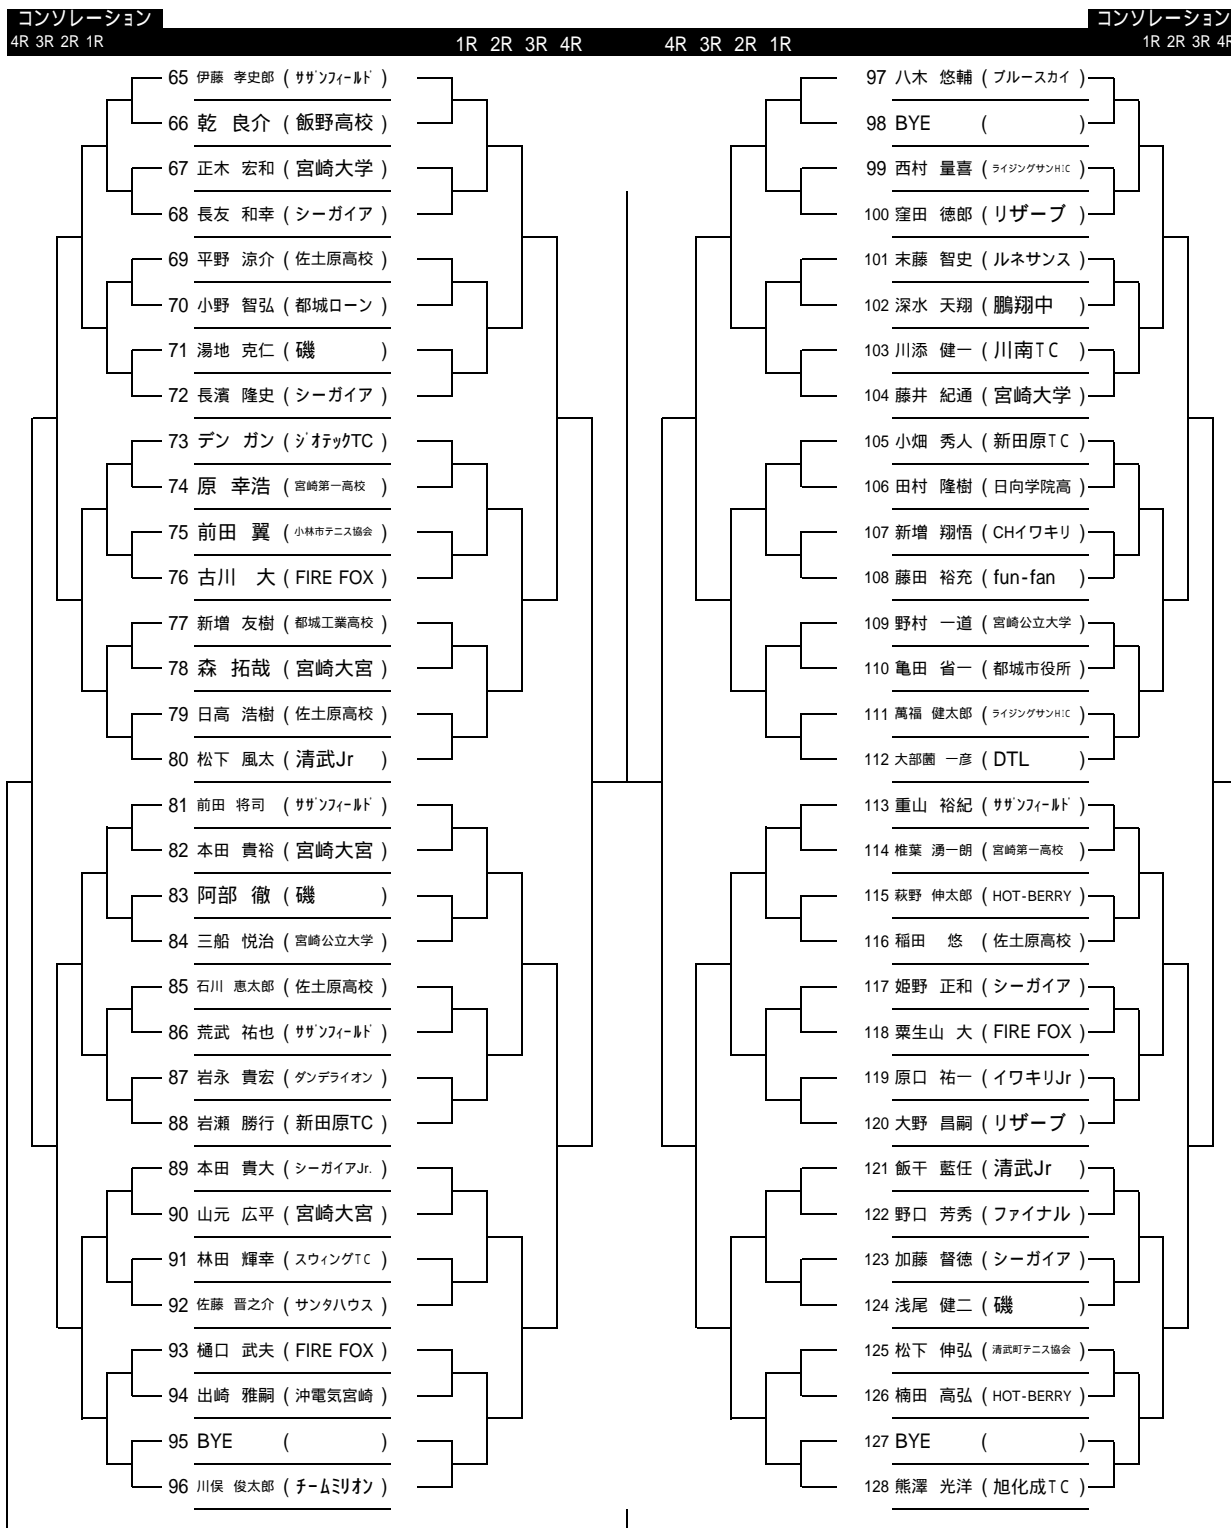 コンソレーション
コンソレーション
4R 3R 2R 1R 1R 2R 3R 4R 4R 3R 2R 1R 1R 2R 3R 4R
65 伊藤 孝史郎 ( ｻｻﾞﾝﾌｨｰﾙﾄﾞ )
66 乾 良介 ( 飯野高校 )
67 正木 宏和 ( 宮崎大学 )
68 長友 和幸 ( シーガイア )
69 平野 涼介 ( 佐土原高校 )
70 小野 智弘 ( 都城ローン )
71 湯地 克仁 ( 磯 )
72 長濱 隆史 ( シーガイア )
73 デン ガン ( ｼﾞｵﾃｯｸTC )
74 原 幸浩 ( 宮崎第一高校 )
75 前田 翼 ( 小林市テニス協会 )
76 古川 大 ( FIRE FOX )
77 新増 友樹 ( 都城工業高校 )
78 森 拓哉 ( 宮崎大宮 )
79 日高 浩樹 ( 佐土原高校 )
80 松下 風太 ( 清武Jr )
81 前田 将司 ( ｻｻﾞﾝﾌｨｰﾙﾄﾞ )
82 本田 貴裕 ( 宮崎大宮 )
83 阿部 徹 ( 磯 )
84 三船 悦治 ( 宮崎公立大学 )
85 石川 恵太郎 ( 佐土原高校 )
86 荒武 祐也 ( ｻｻﾞﾝﾌｨｰﾙﾄﾞ )
87 岩永 貴宏 ( ダンデライオン )
88 岩瀬 勝行 ( 新田原TC )
89 本田 貴大 ( シーガイアJr. )
90 山元 広平 ( 宮崎大宮 )
91 林田 輝幸 ( スウィングTC )
92 佐藤 晋之介 ( サンタハウス )
93 樋口 武夫 ( FIRE FOX )
94 出崎 雅嗣 ( 沖電気宮崎 )
95 BYE ( )
96 川俣 俊太郎 ( ﾁｰﾑﾐﾘｵﾝ )
97 八木 悠輔 ( ブルースカイ )
98 BYE ( )
99 西村 量喜 ( ライジングサンHIC )
100 窪田 徳郎 ( リザーブ )
101 末藤 智史 ( ルネサンス )
102 深水 天翔 ( 鵬翔中 )
103 川添 健一 ( 川南TC )
104 藤井 紀通 ( 宮崎大学 )
105 小畑 秀人 ( 新田原TC )
106 田村 隆樹 ( 日向学院高 )
107 新増 翔悟 ( CHイワキリ )
108 藤田 裕充 ( fun-fan )
109 野村 一道 ( 宮崎公立大学 )
110 亀田 省一 ( 都城市役所 )
111 萬福 健太郎 ( ライジングサンHIC )
112 大部薗 一彦 ( DTL )
113 重山 裕紀 ( ｻｻﾞﾝﾌｨｰﾙﾄﾞ )
114 椎葉 湧一朗 ( 宮崎第一高校 )
115 萩野 伸太郎 ( HOT-BERRY )
116 稲田 悠 ( 佐土原高校 )
117 姫野 正和 ( シーガイア )
118 粟生山 大 ( FIRE FOX )
119 原口 祐一 ( イワキリJr )
120 大野 昌嗣 ( リザーブ )
121 飯干 藍任 ( 清武Jr )
122 野口 芳秀 ( ファイナル )
123 加藤 督徳 ( シーガイア )
124 浅尾 健二 ( 磯 )
125 松下 伸弘 ( 清武町テニス協会 )
126 楠田 高弘 ( HOT-BERRY )
127 BYE ( )
128 熊澤 光洋 ( 旭化成TC )